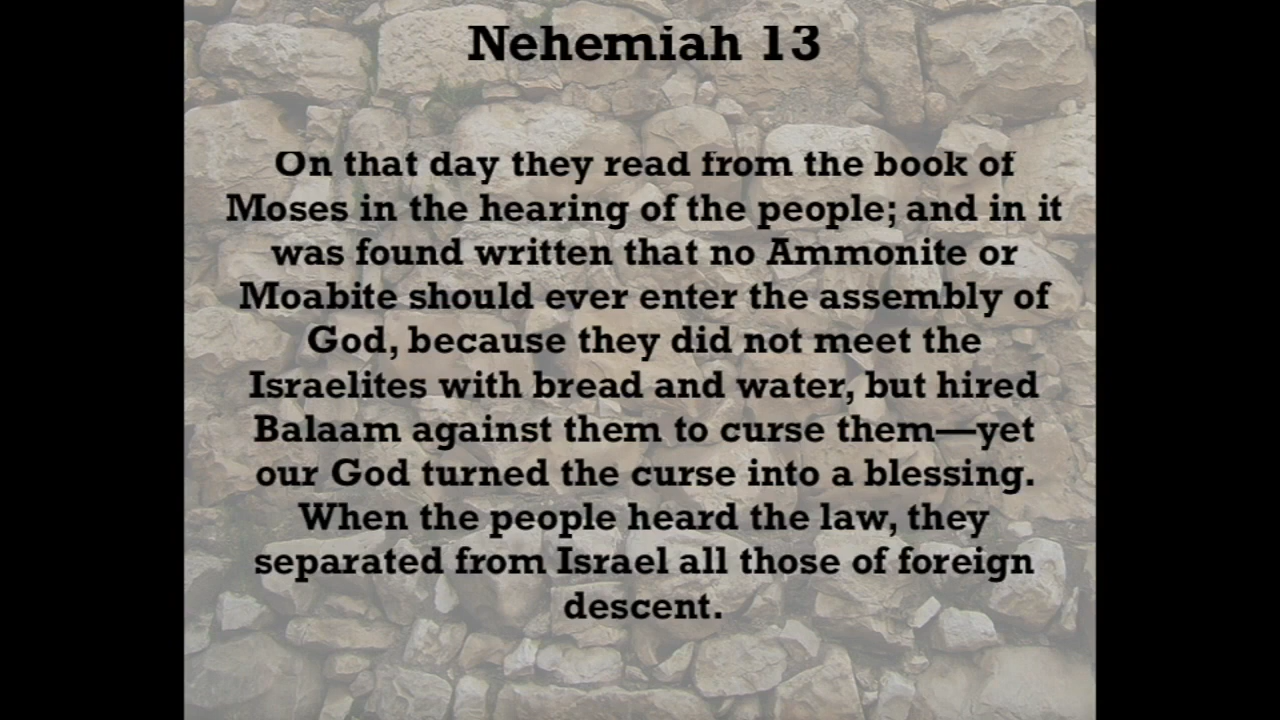 Nehemiah 13
On that day they read from the book of
Moses in the hearing of the people; and in it
was found written that no Ammonite or
Moabite should ever enter the assembly of
God, because they did not meet the
Israelites with bread and water, but hired
Balaam against them to curse them—yet
our God turned the curse into a blessing.
When the people heard the law, they
separated from Israel all those of foreign
descent.